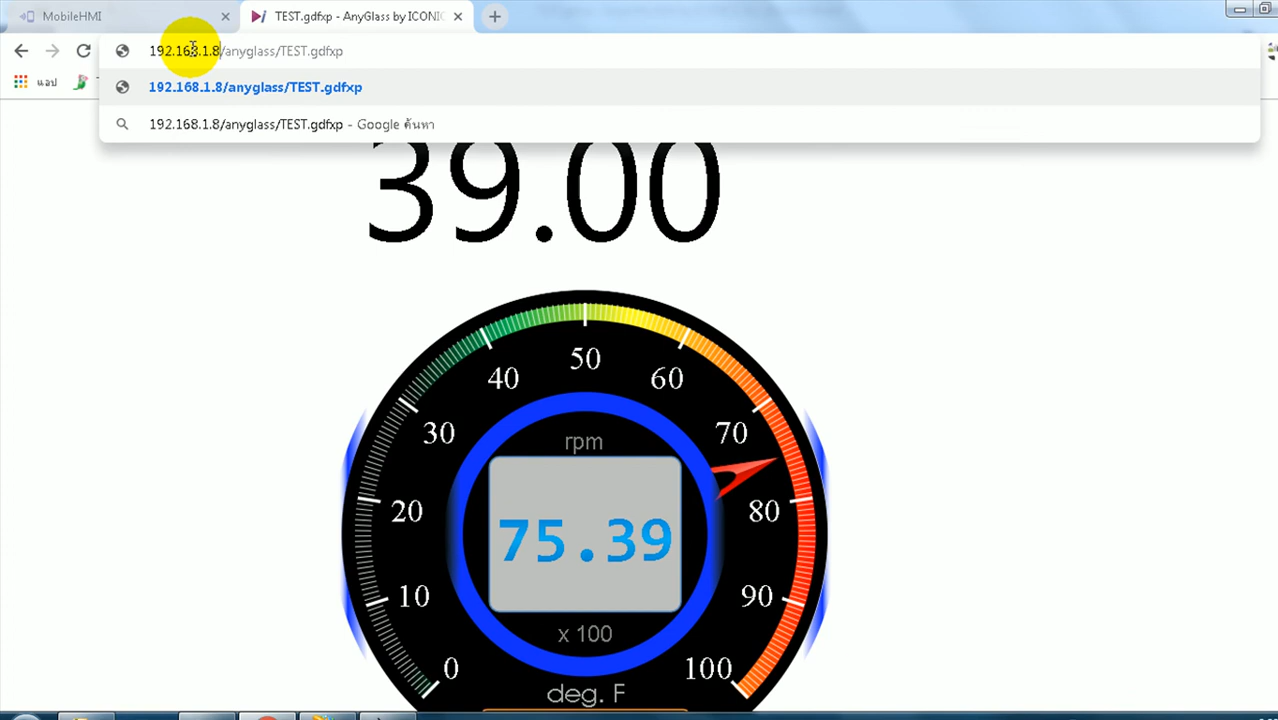 MobileHMI
TEST.gdfxp - AnyGlass by ICONIC
192.168.1.8/anyglass/TEST.gdfxp
แอป
192.168.1.8/anyglass/TEST.gdfxp
192.168.1.8/anyglass/TEST.gdfxp - Google ค้นหา
39.00
50
40
60
30
70
rpm
20
80
75.39
10
90
x 100
0
100
deg. F